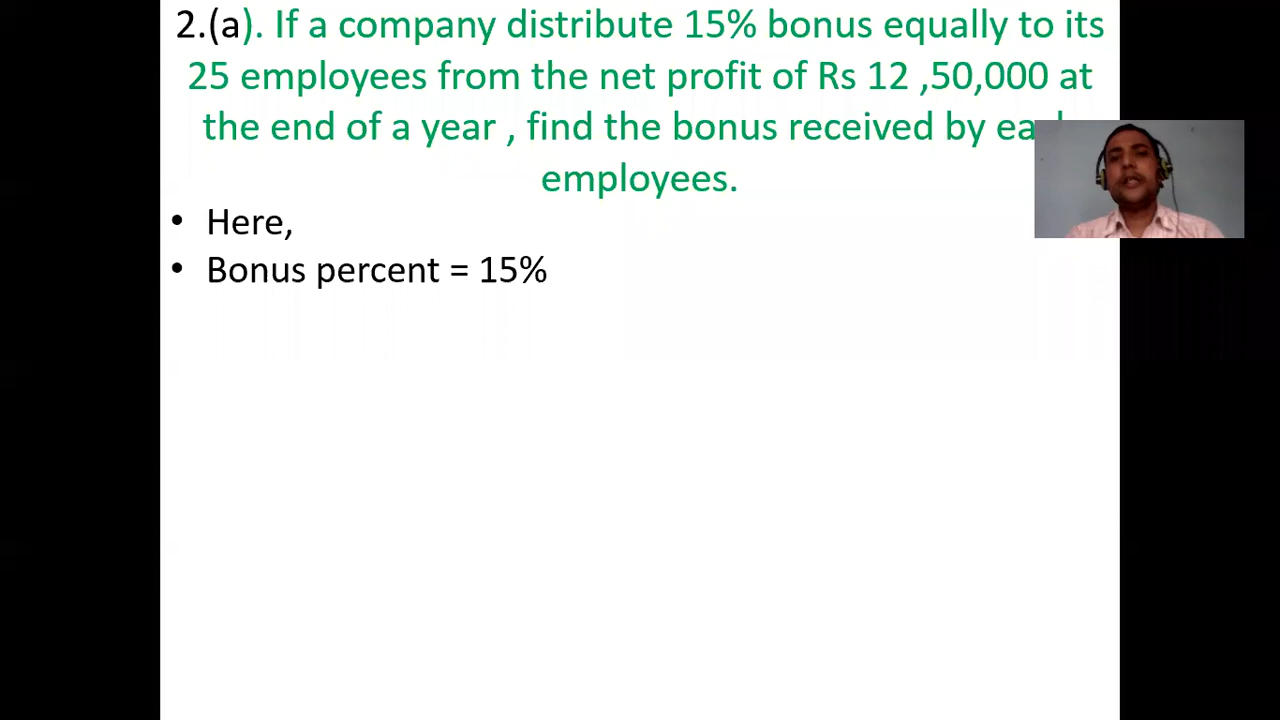 2.(a). If a company distribute 15% bonus equally to its
25 employees from the net profit of Rs 12 ,50,000 at
the end of a year , find the bonus received by
employees.
• Here,
• Bonus percent = 15%